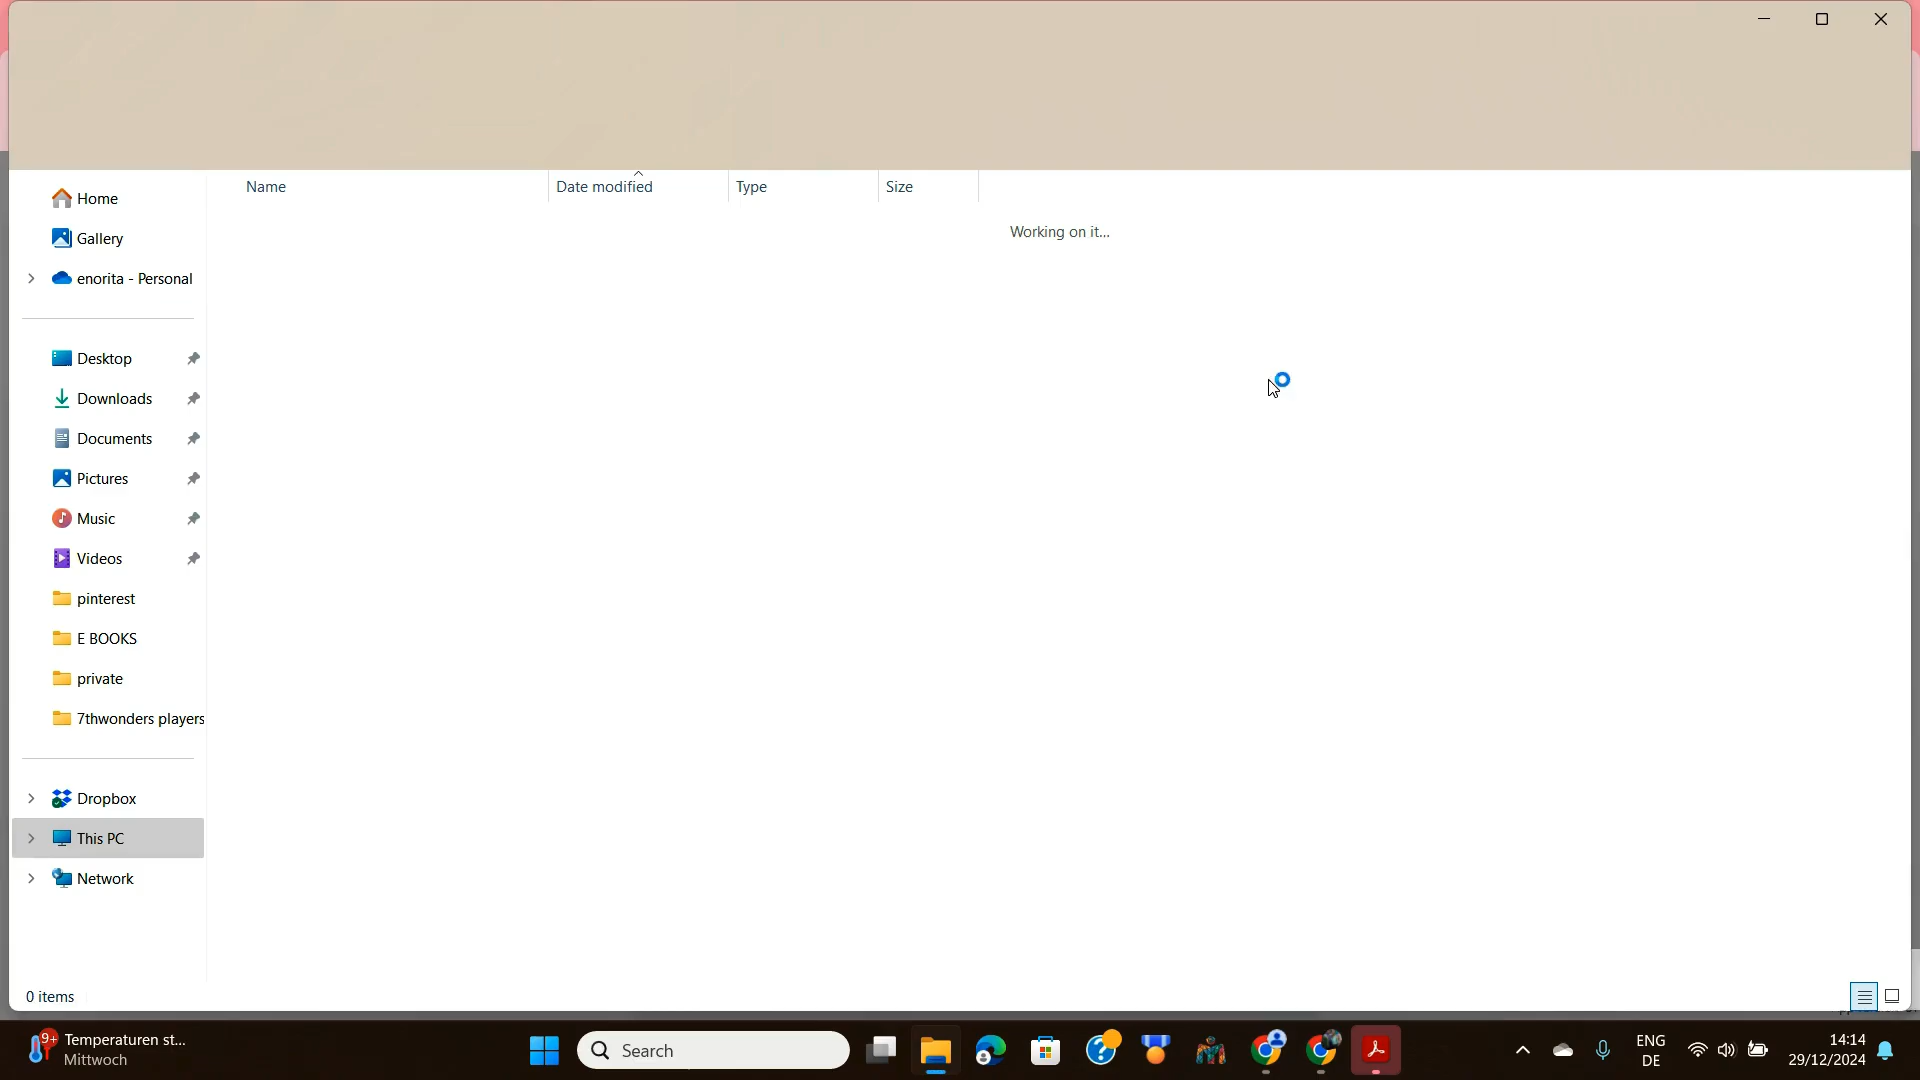 Name
Date modified
Type
Size
Working on it...
Home
Gallery
enorita - Personal
Desktop
Downloads
Documents
Pictures
Music
Videos
pinterest
E BOOKS
private
7thwonders players
Dropbox
This PC
Network
0 items
9+
Temperaturen st...
Mittwoch
Search
ENG
DE
14:14
29/12/2024